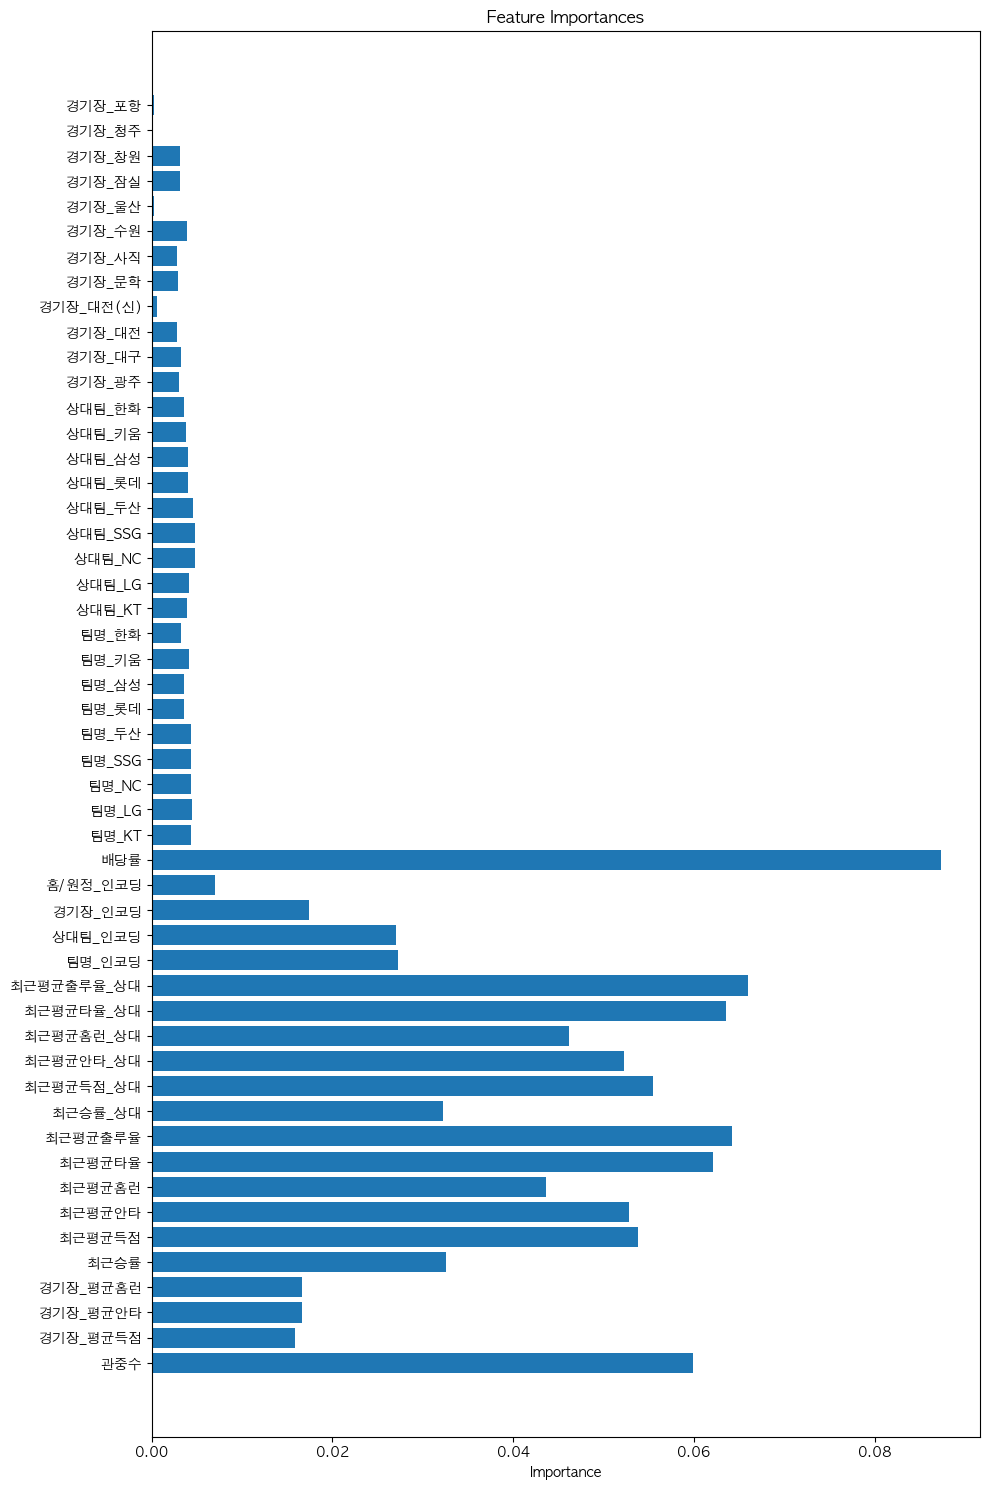 Feature Importances
경기장_포항
경기장_청주
경기장_창원
경기장_잠실
경기장_울산
경기장_수원
경기장_사직
경기장_문학
경기장_대전(신)
경기장_대전
경기장_대구
경기장_광주
상대팀_한화
상대팀_키움
상대팀_삼성
상대팀_롯데
상대팀_두산
상대팀_SSG
상대팀_NC
상대팀_LG
상대팀_KT
팀명_한화
팀명_키움
팀명_삼성
팀명_롯데
팀명_두산
팀명_SSG
팀명_NC
팀명_LG
팀명_KT
배당률
홈/원정_인코딩
경기장_인코딩
상대팀_인코딩
팀명_인코딩
최근평균출루율_상대
최근평균타율_상대
최근평균홈런_상대
최근평균안타_상대
최근평균득점_상대
최근승률_상대
최근평균출루율
최근평균타율
최근평균홈런
최근평균안타
최근평균득점
최근승률
경기장_평균홈런
경기장_평균안타
경기장_평균득점
관중수
0.00 0.02 0.04 0.06 0.08
Importance